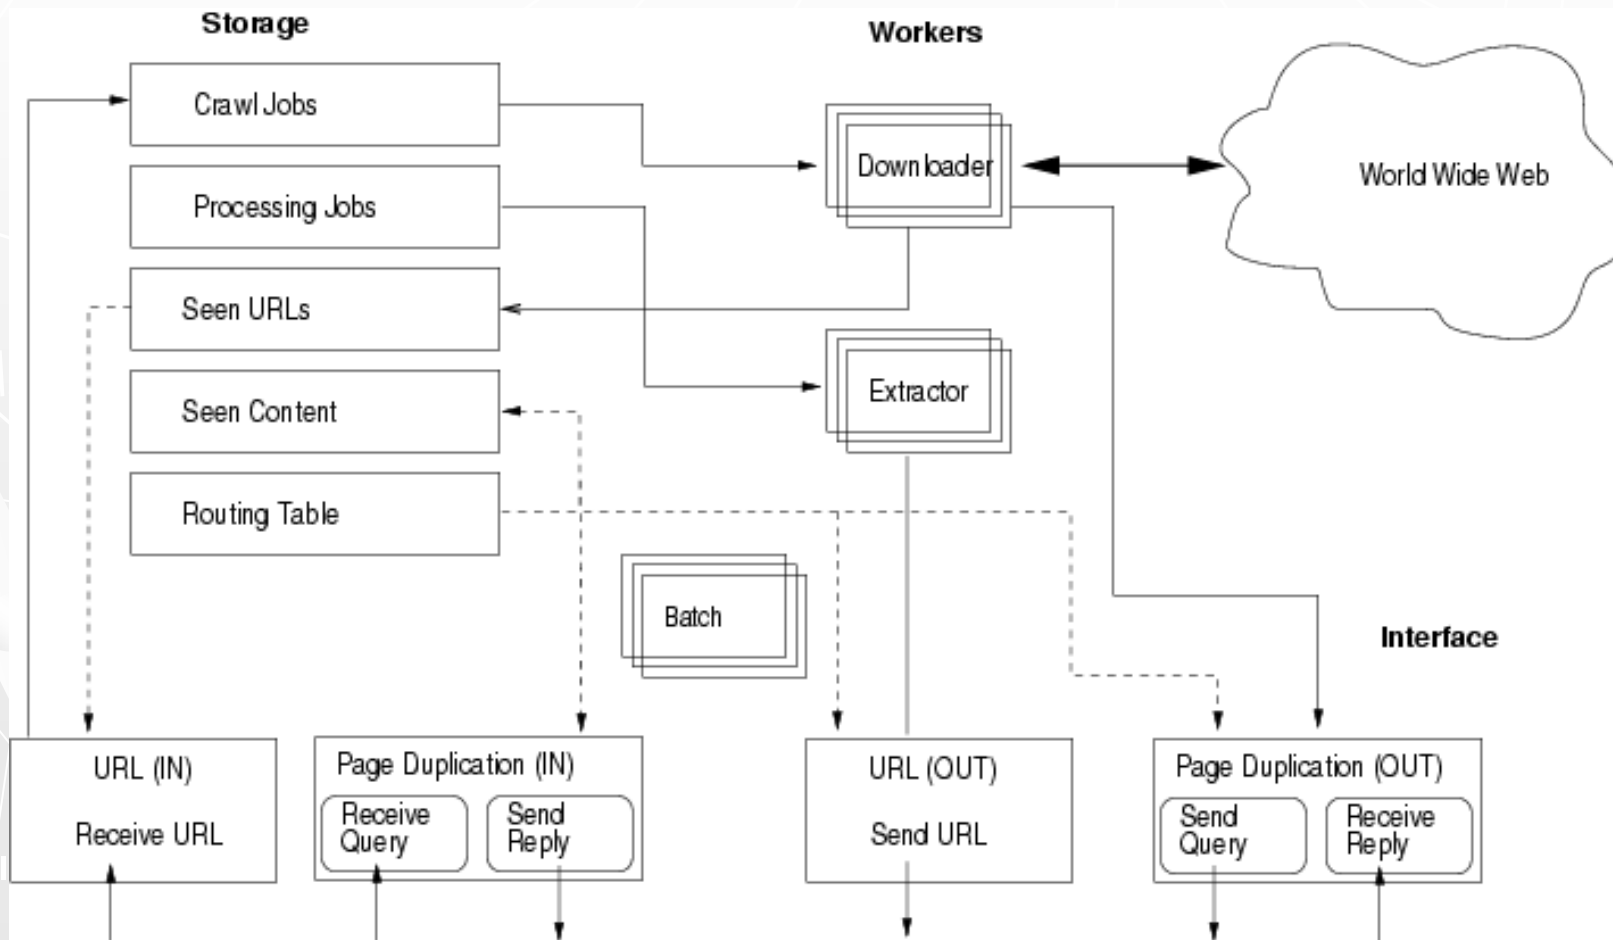 Storage
Workers
Crawl Jobs
Downloader
World Wide Web
Processing Jobs
Seen URLs
Extractor
Seen Content
Routing Table
Batch
Interface
URL (IN)
Receive URL
Page Duplication (IN)
Receive
Query
Send
Reply
URL (OUT)
Send URL
Page Duplication (OUT)
Send
Query
Receive
Reply